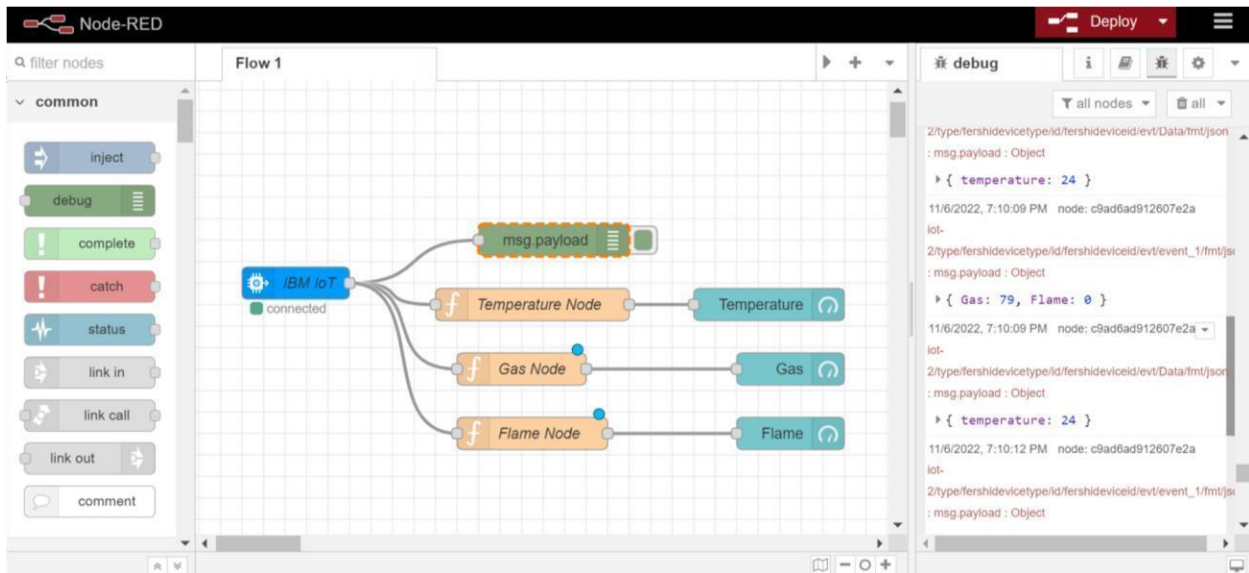 Node-RED
Deploy
filter nodes
Flow 1
debug
i
all nodes
all
common
inject
debug
complete
catch
status
link in
link call
link out
comment
msg.payload
IBM IoT
connected
f
Temperature Node
Temperature
f
Gas Node
Gas
f
Flame Node
Flame
2/type/fershidevicetype/id/fershideviceid/evt/Data/fmt/json
: msg.payload : Object
{ temperature: 24 }
11/6/2022, 7:10:09 PM node: c9ad6ad912607e2a
iot-
2/type/fershidevicetype/id/fershideviceid/evt/event_1/fmt/js
: msg.payload : Object
{ Gas: 79, Flame: 0 }
11/6/2022, 7:10:09 PM node: c9ad6ad912607e2a
iot-
2/type/fershidevicetype/id/fershideviceid/evt/Data/fmt/json
: msg.payload : Object
{ temperature: 24 }
11/6/2022, 7:10:12 PM node: c9ad6ad912607e2a
iot-
2/type/fershidevicetype/id/fershideviceid/evt/event_1/fmt/js
: msg.payload : Object